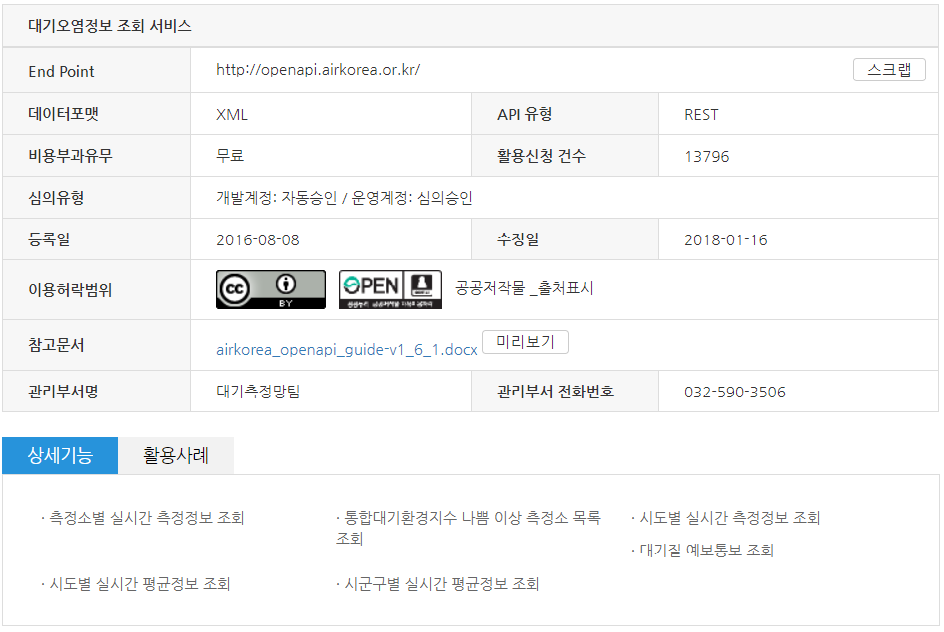 대기오염정보 조회 서비스
End Point http://openapi.airkorea.or.kr/ 스크랩
데이터포맷 XML API 유형 REST
비용부과유무 무료 활용신청 건수 13796
심의유형 개발계정: 자동승인 / 운영계정: 심의승인
등록일 2016-08-08 수정일 2018-01-16
이용허락범위 cc BY OPEN 공공저작물 _출처표시
참고문서 airkorea_openapi_guide-v1_6_1.docx 미리보기
관리부서명 대기측정망팀 관리부서 전화번호 032-590-3506
상세기능 활용사례
· 측정소별 실시간 측정정보 조회 · 통합대기환경지수 나쁨 이상 측정소 목록 · 시도별 실시간 측정정보 조회
조회
· 대기질 예보통보 조회
· 시도별 실시간 평균정보 조회 · 시군구별 실시간 평균정보 조회